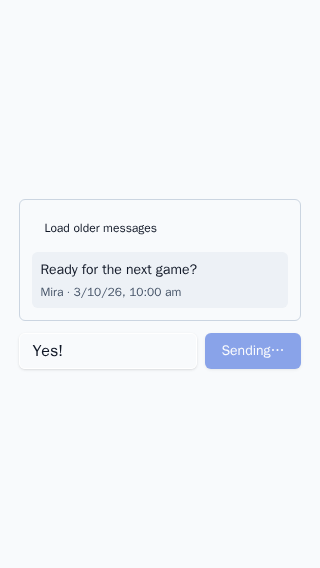 Load older messages
Ready for the next game?
Mira · 3/10/26, 10:00 am
Yes!
Sending···